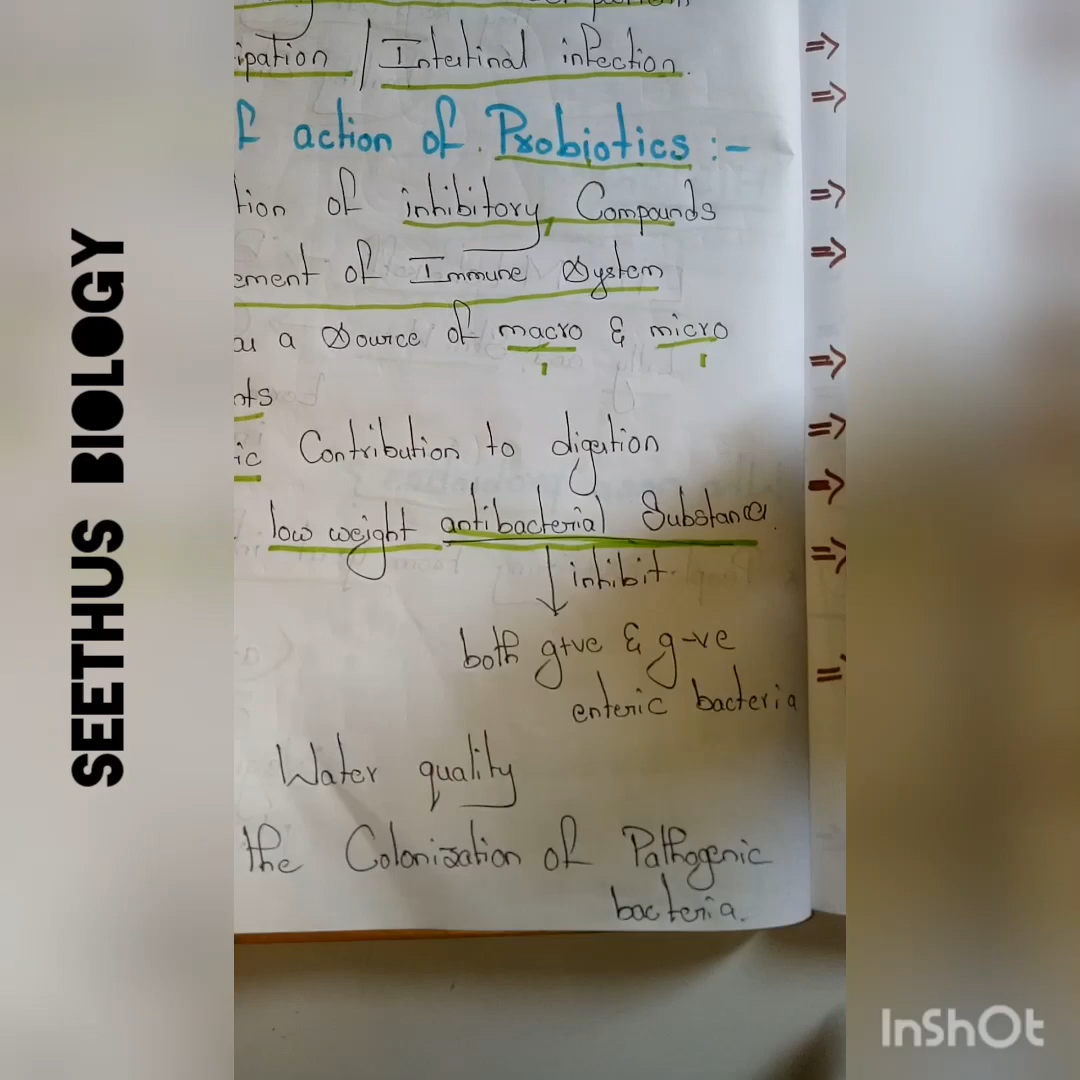 SEETHUS BIOLOGY
ipation / Intestinal infection.
f action of Probiotics :-
tion of inhibitory Compounds
ement of Immune System
as a Source of macro & micro
nts
ic Contribution to digestion
low weight antibacterial Substance.
inhibit
both g+ve & g-ve
enteric bacteria
Water quality
the Colonisation of Pathogenic
bacteria.
InShOt